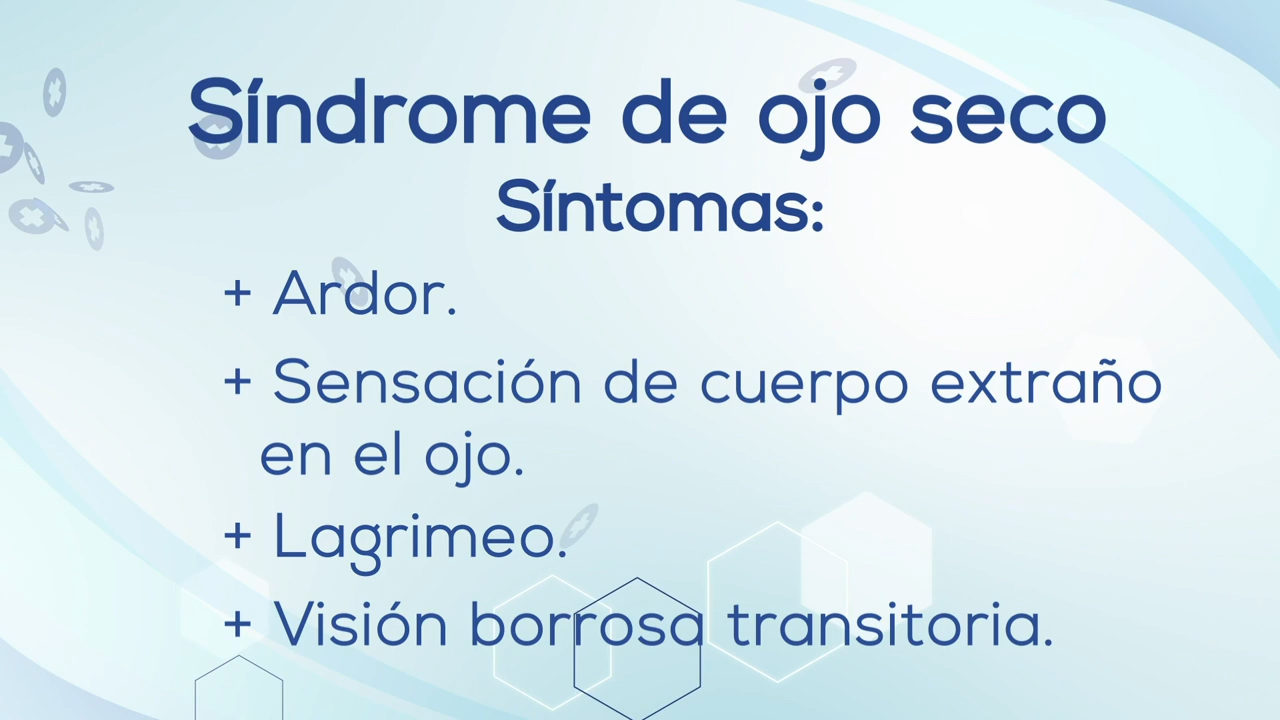 Síndrome de ojo seco
Síntomas:
+ Ardor.
+ Sensación de cuerpo extraño
en el ojo.
+ Lagrimeo.
+ Visión borrosa transitoria.